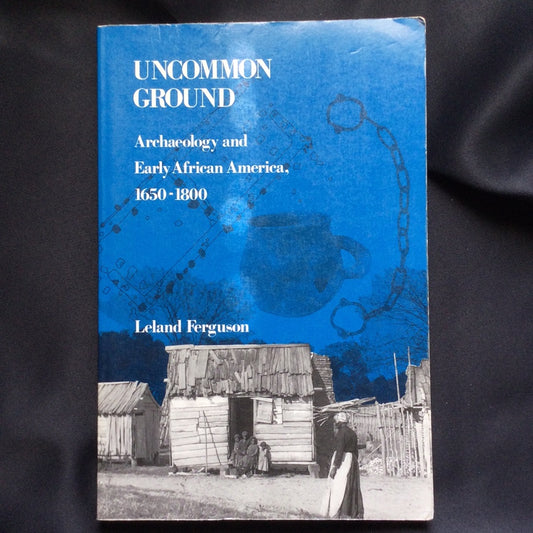 UNCOMMON
GROUND
Archaeology and
Early African America,
1650-1800
Leland Ferguson